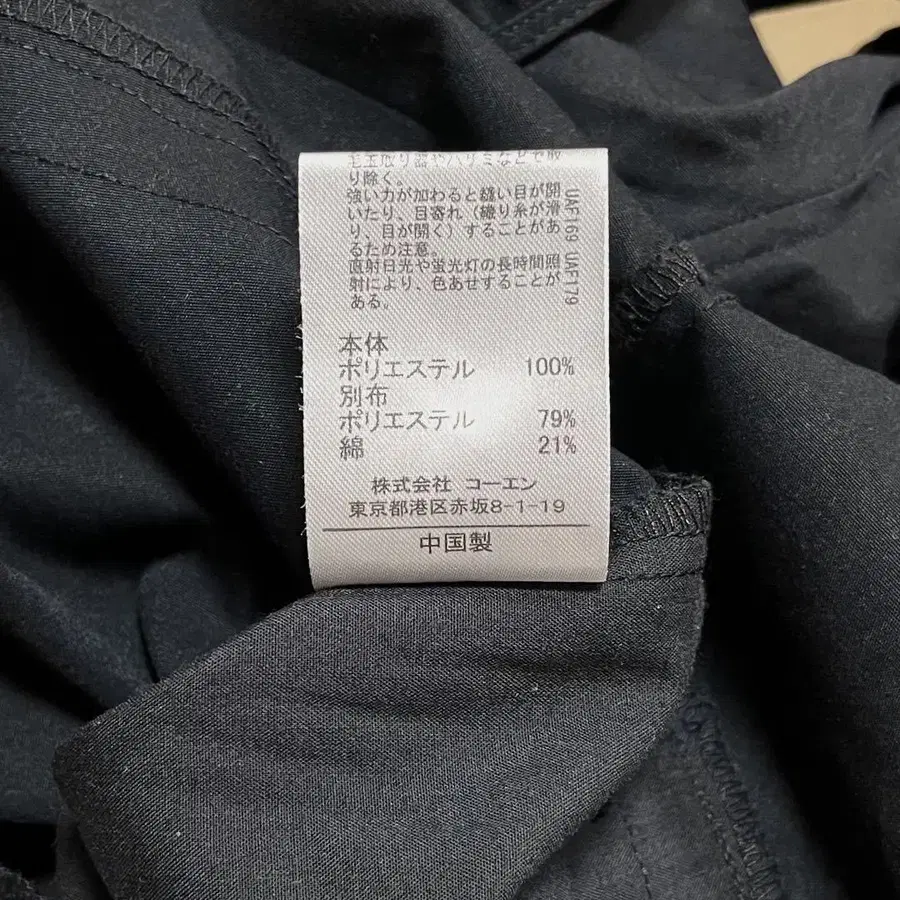 毛玉取り器やハサミなどで取
り除く。
強い力が加わると縫い目が開
いたり、目寄れ（織り糸が滑
り、目が開く）することがあ
るため注意。
直射日光や蛍光灯の長時間照
射により、色あせすることが
ある。
UAF169 UAF179
本体
ポリエステル 100%
別布
ポリエステル 79%
綿 21%
株式会社 コーエン
東京都港区赤坂8-1-19
中国製